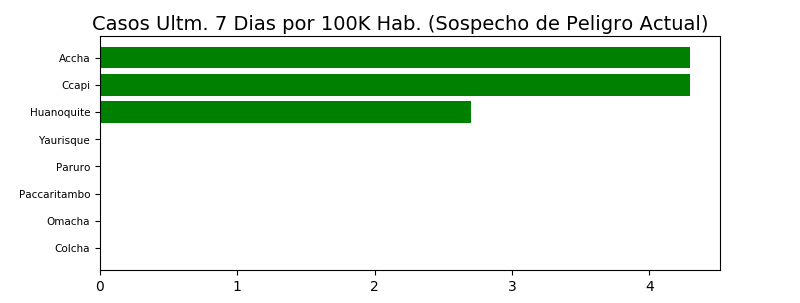 Casos Ultm. 7 Dias por 100K Hab. (Sospecho de Peligro Actual)
Accha
Ccapi
Huanoquite
Yaurisque
Paruro
Paccaritambo
Omacha
Colcha
0 1 2 3 4